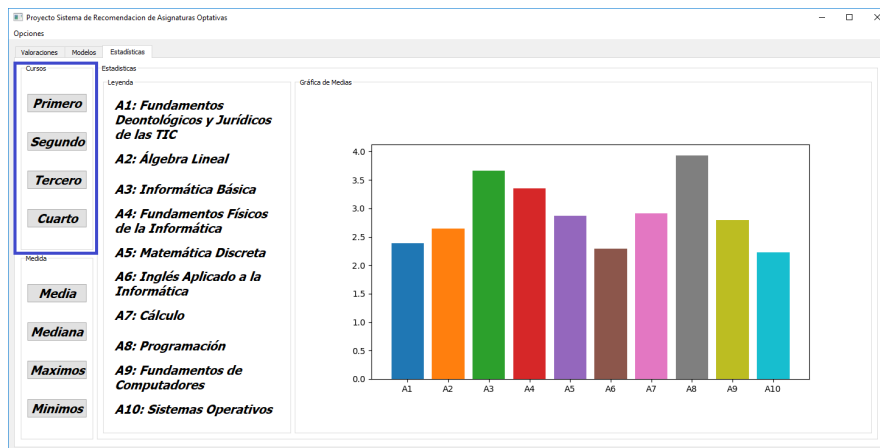 Proyecto Sistema de Recomendacion de Asignaturas Optativas
Opciones
Valoraciones Modelos Estadísticas
Cursos
Primero
Segundo
Tercero
Cuarto
Medida
Media
Mediana
Maximos
Minimos
Estadisticas
Leyenda
A1: Fundamentos
Deontológicos y Jurídicos
de las TIC
A2: Álgebra Lineal
A3: Informática Básica
A4: Fundamentos Físicos
de la Informática
A5: Matemática Discreta
A6: Inglés Aplicado a la
Informática
A7: Cálculo
A8: Programación
A9: Fundamentos de
Computadores
A10: Sistemas Operativos
Gráfica de Medias
4.0
3.5
3.0
2.5
2.0
1.5
1.0
0.5
0.0
A1 A2 A3 A4 A5 A6 A7 A8 A9 A10